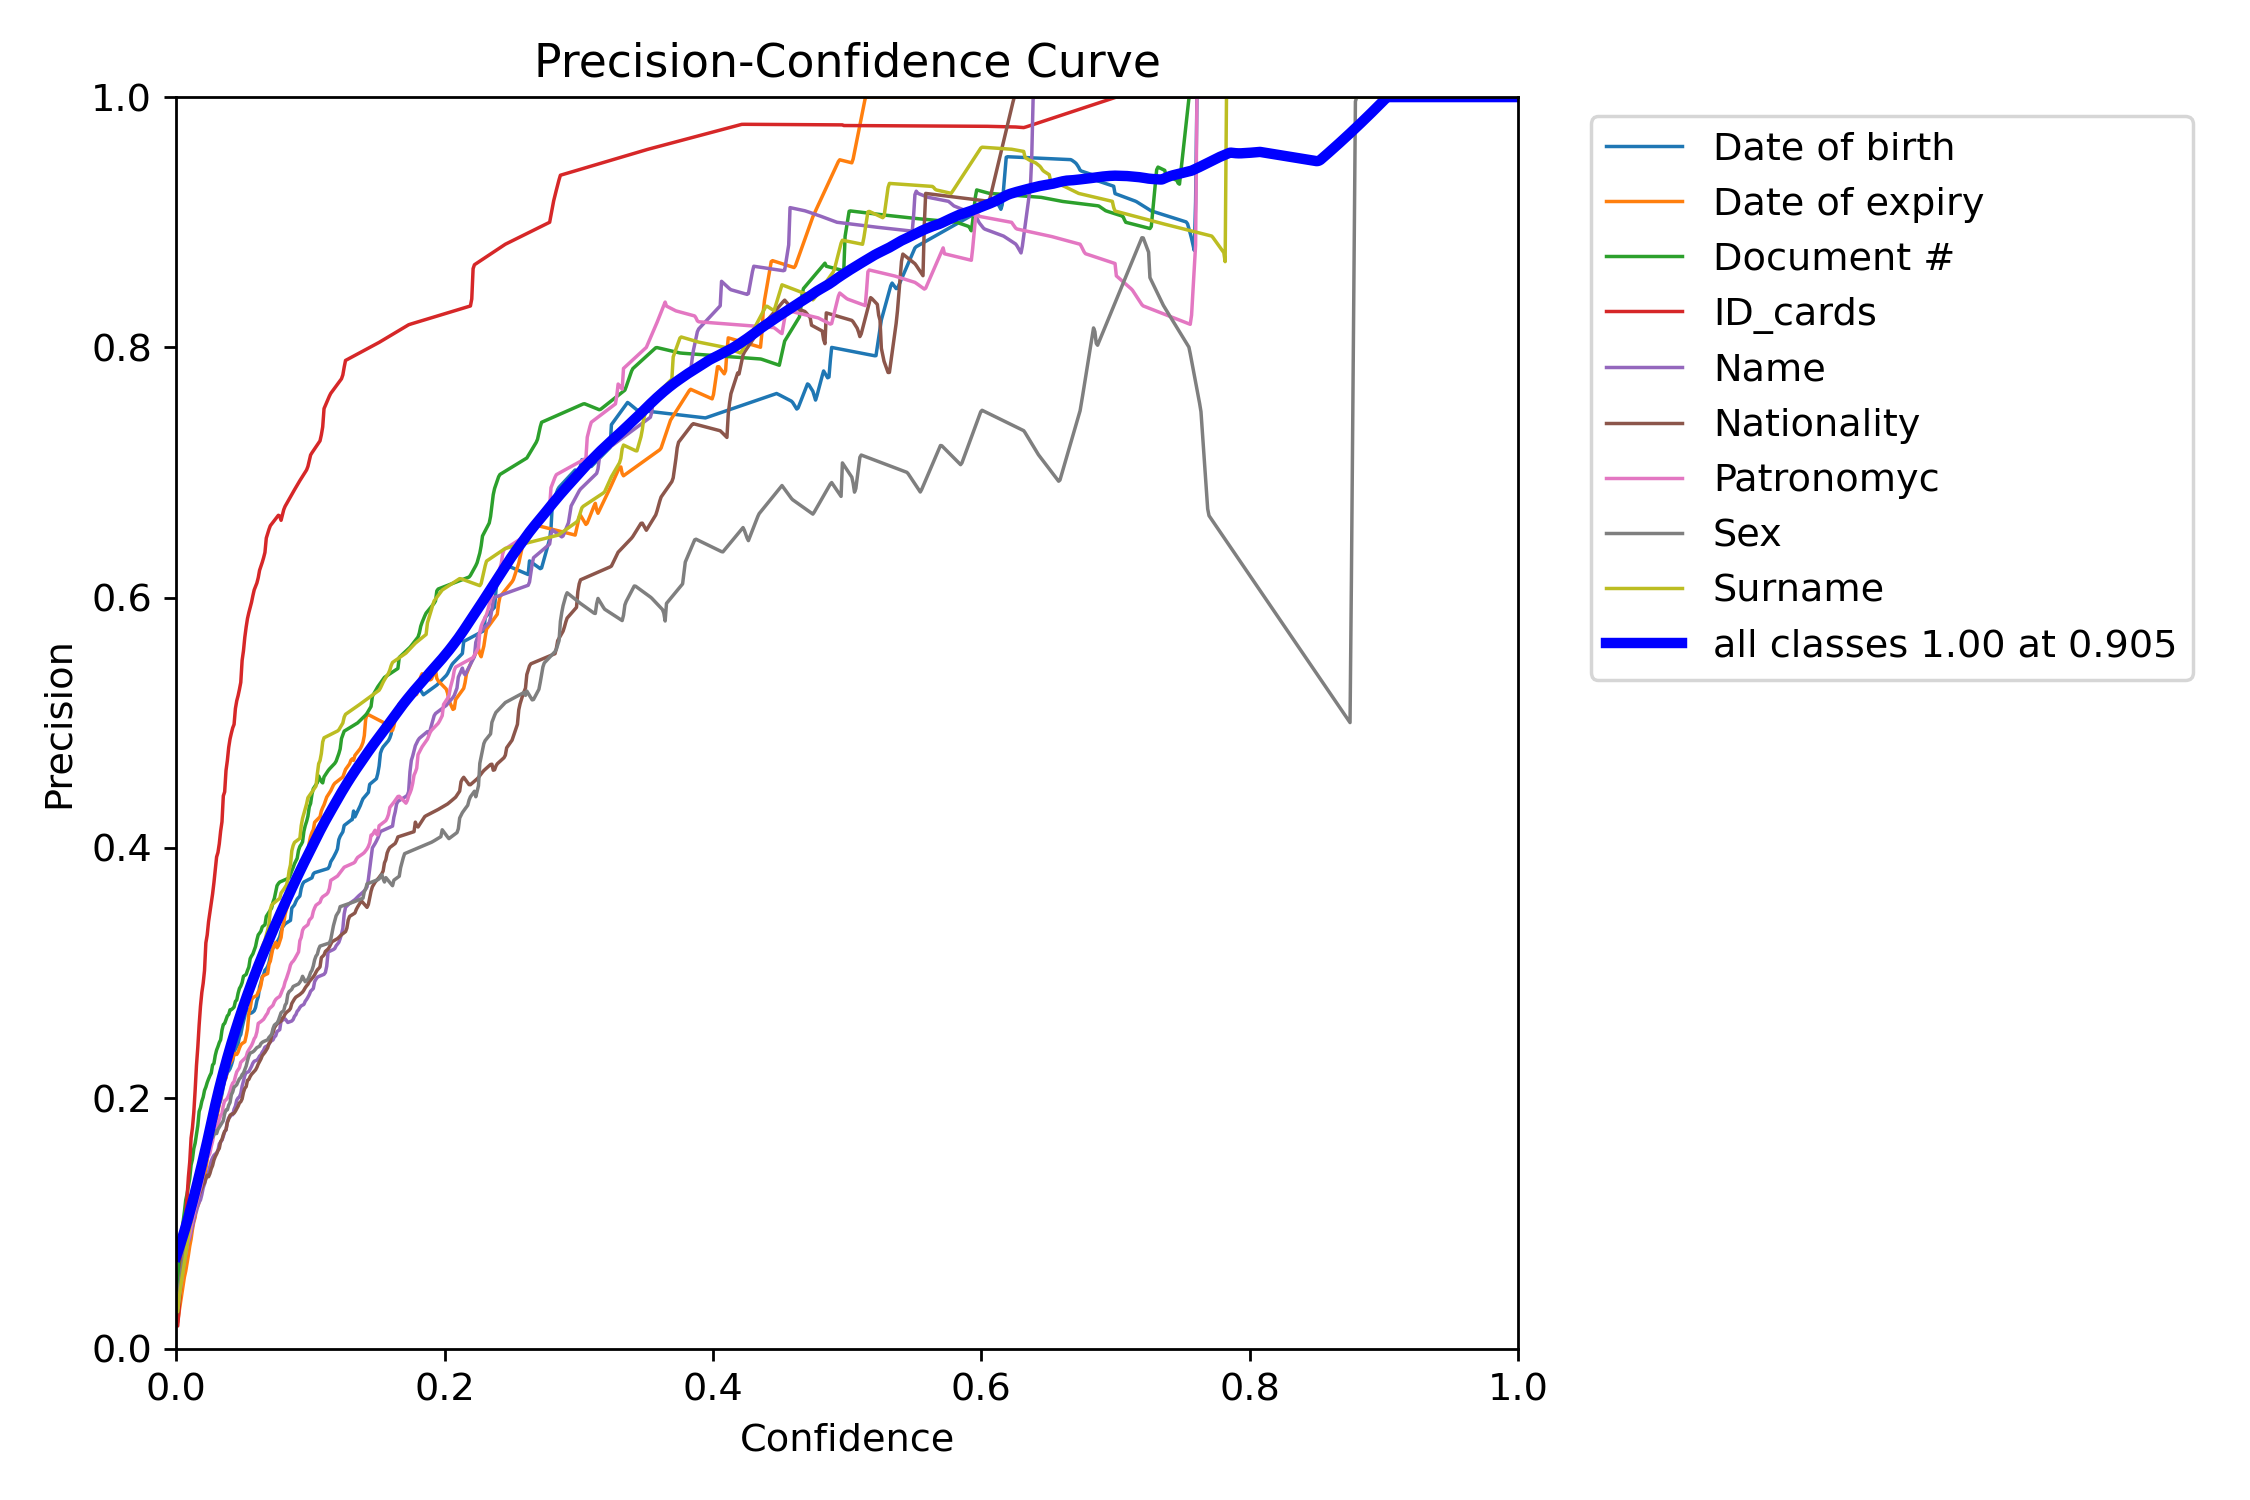 Precision-Confidence Curve
1.0
0.8
0.6
0.4
0.2
0.0
Precision
0.0 0.2 0.4 0.6 0.8 1.0
Confidence
Date of birth
Date of expiry
Document #
ID_cards
Name
Nationality
Patronomyc
Sex
Surname
all classes 1.00 at 0.905